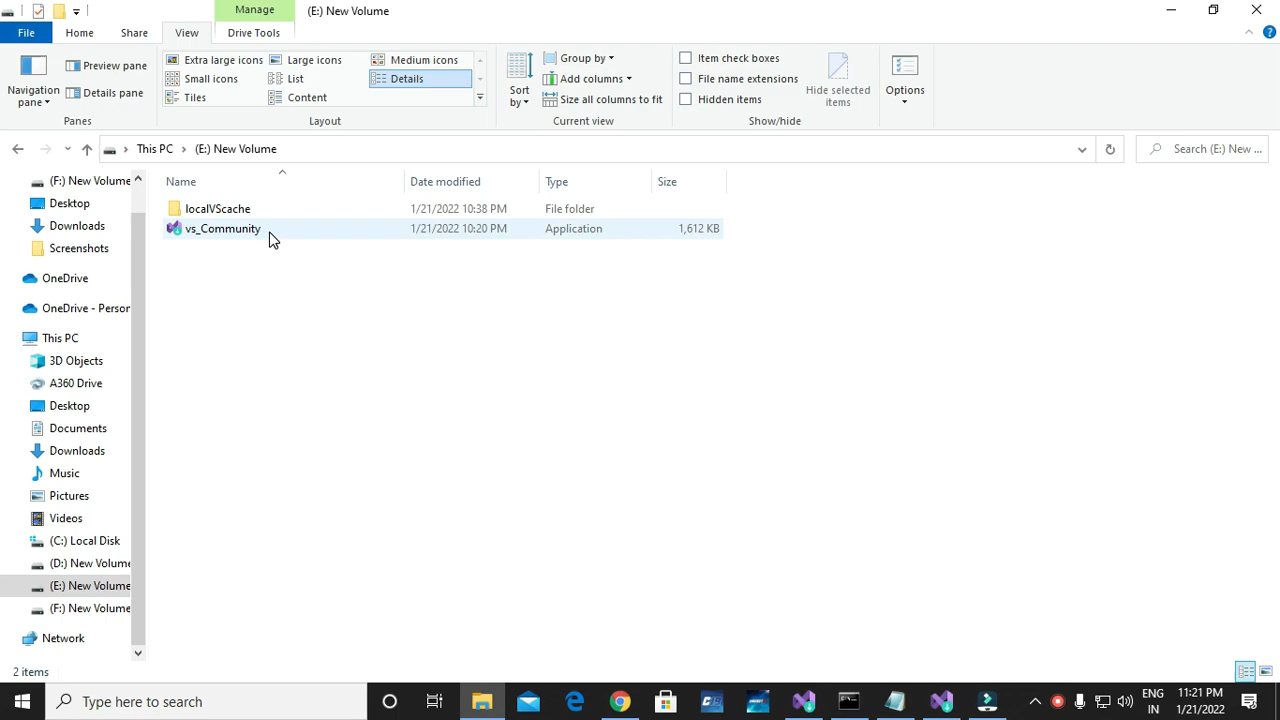 Manage
(E:) New Volume
File
Home
Share
View
Drive Tools
Navigation pane
Preview pane
Details pane
Panes
Extra large icons
Large icons
Medium icons
Small icons
List
Details
Tiles
Content
Layout
Sort by
Group by
Add columns
Size all columns to fit
Current view
Item check boxes
File name extensions
Hidden items
Hide selected items
Show/hide
Options
This PC
(E:) New Volume
Search (E:) New ...
Name
Date modified
Type
Size
localVScache
1/21/2022 10:38 PM
File folder
vs_Community
1/21/2022 10:20 PM
Application
1,612 KB
(F:) New Volume
Desktop
Downloads
Screenshots
OneDrive
OneDrive - Person
This PC
3D Objects
A360 Drive
Desktop
Documents
Downloads
Music
Pictures
Videos
(C:) Local Disk
(D:) New Volume
(E:) New Volume
(F:) New Volume
Network
2 items
Type here to search
ENG
IN
11:21 PM
1/21/2022